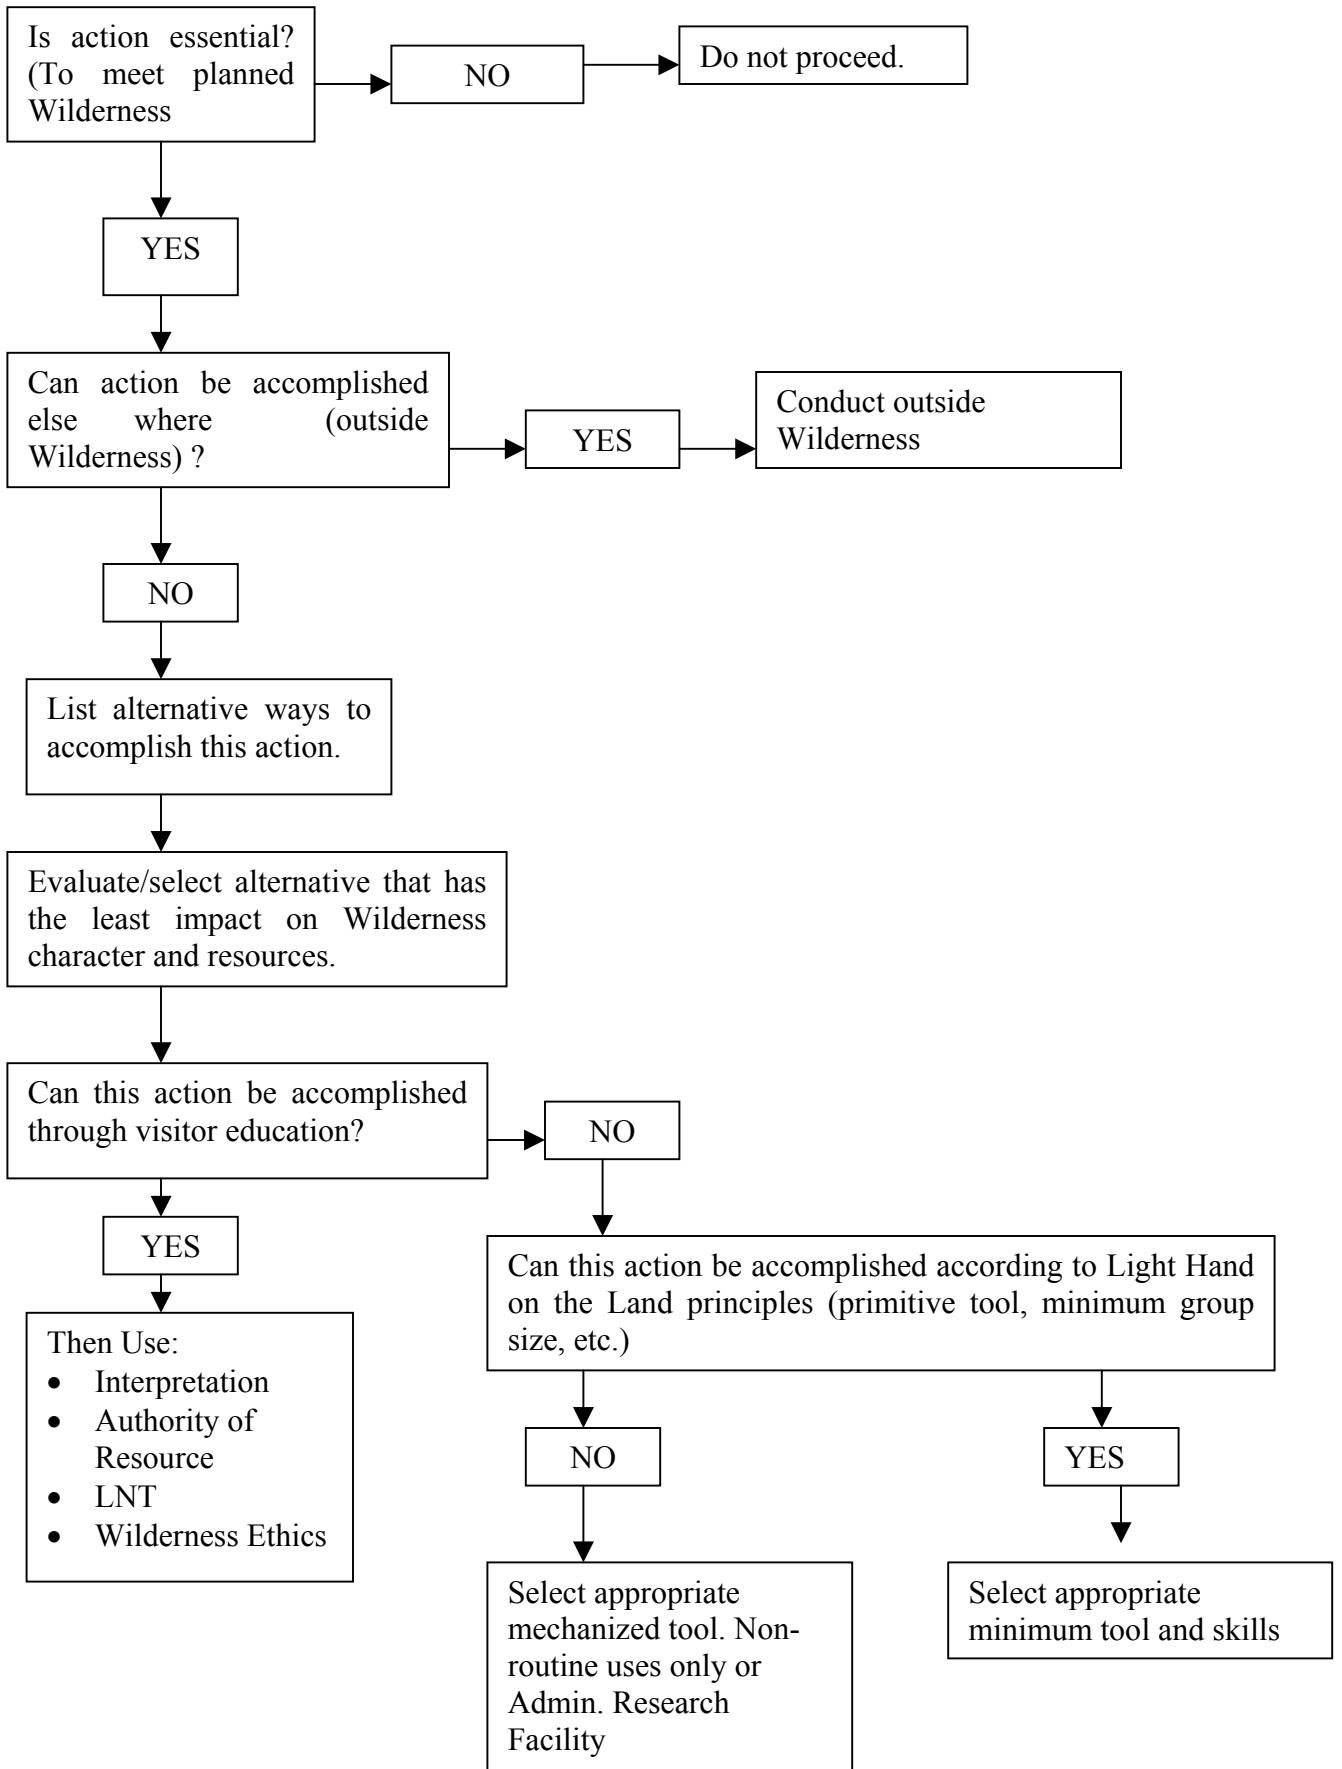 Is action essential?
(To meet planned
Wilderness
NO
Do not proceed.
YES
Can action be accomplished
else where (outside
Wilderness) ?
YES
Conduct outside
Wilderness
NO
List alternative ways to
accomplish this action.
Evaluate/select alternative that has
the least impact on Wilderness
character and resources.
Can this action be accomplished
through visitor education?
NO
YES
Can this action be accomplished according to Light Hand
on the Land principles (primitive tool, minimum group
size, etc.)
Then Use:
• Interpretation
• Authority of
Resource
• LNT
• Wilderness Ethics
NO
YES
Select appropriate
mechanized tool. Non-
routine uses only or
Admin. Research
Facility
Select appropriate
minimum tool and skills